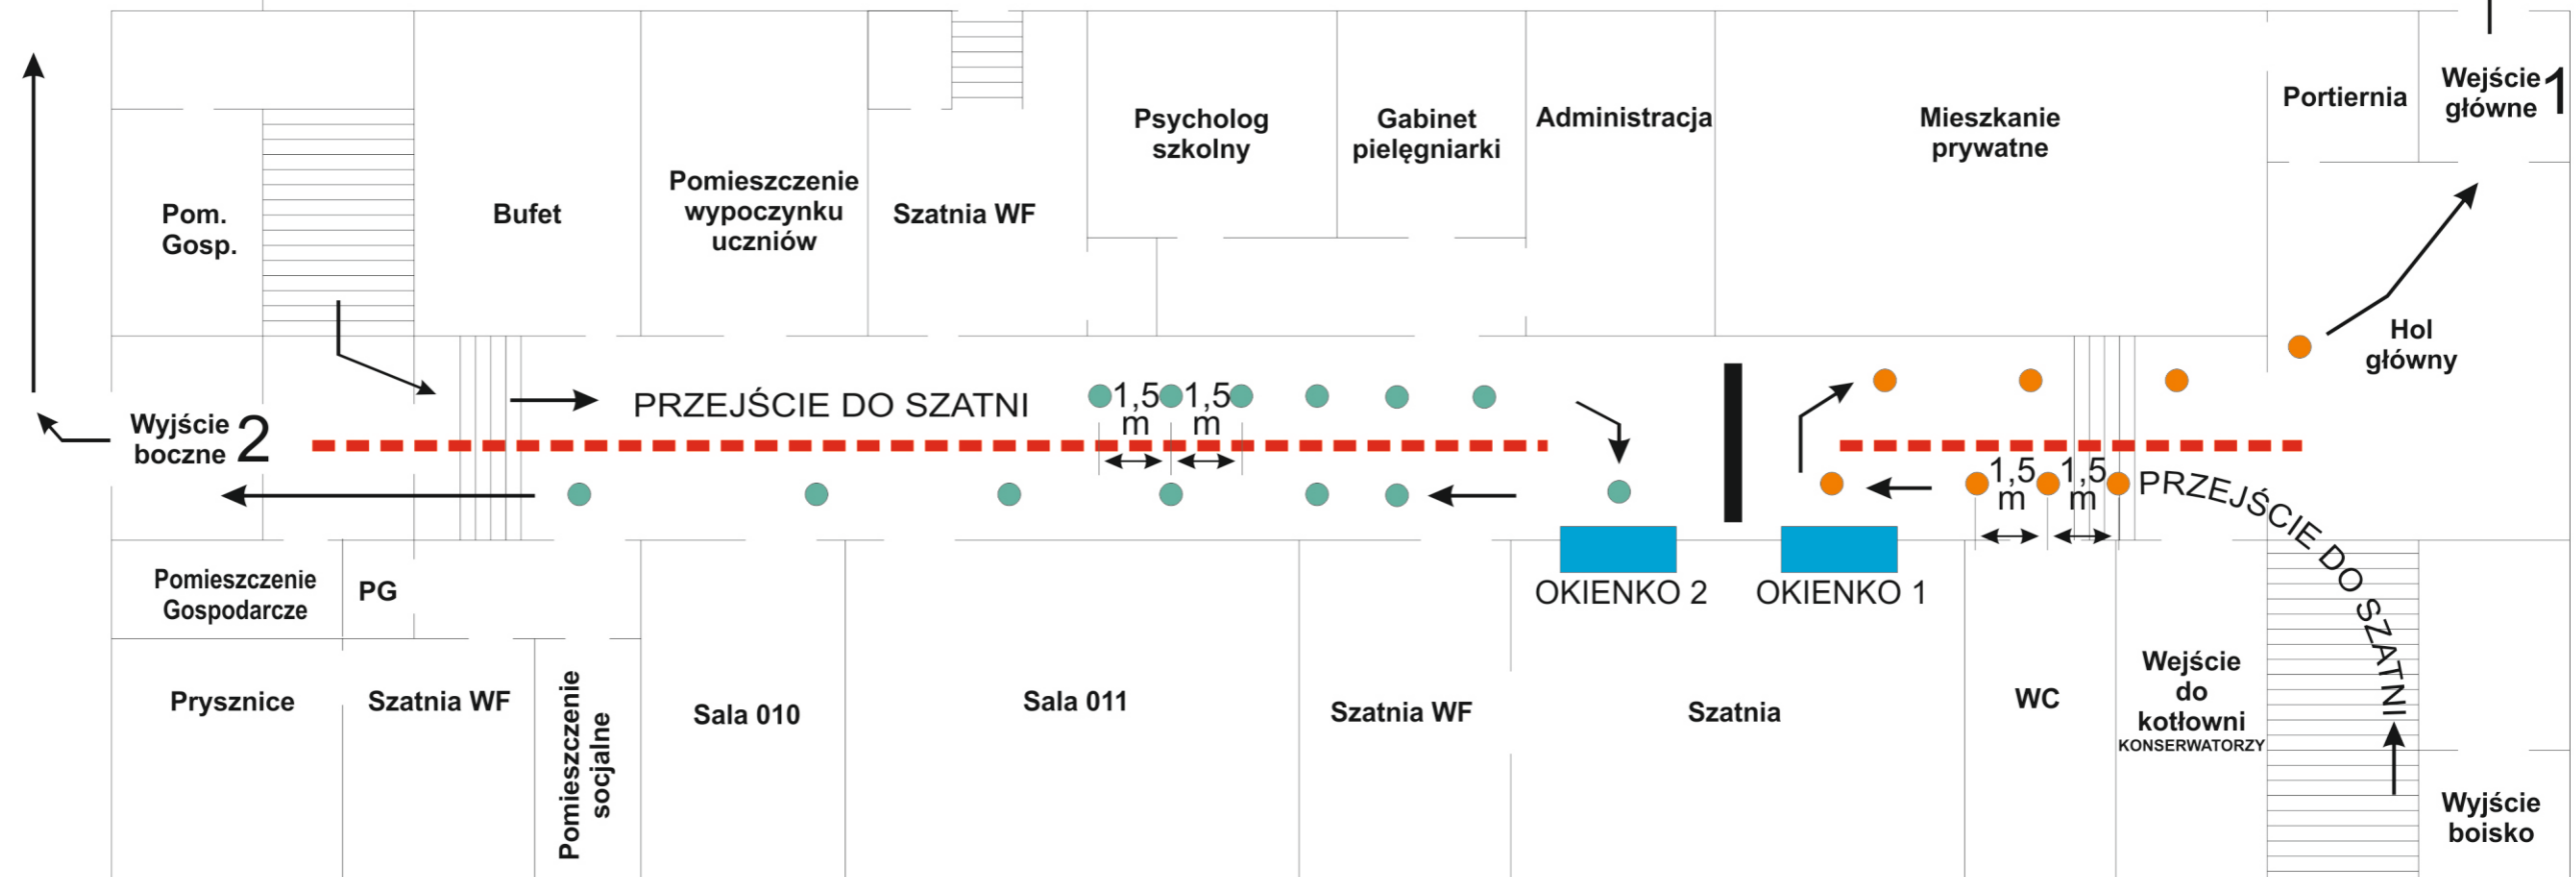 Pom.
Gosp.
Bufet
Pomieszczenie
wypoczynku
uczniów
Szatnia WF
Psycholog
szkolny
Gabinet
pielęgniarki
Administracja
Mieszkanie
prywatne
Portiernia
Wejście 1
główne
Hol
główny
Wyjście 2
boczne
PRZEJŚCIE DO SZATNI
1,5
m
1,5
m
1,5
m
1,5
m
PRZEJŚCIE DO SZATNI
OKIENKO 2
OKIENKO 1
Pomieszczenie
Gospodarcze
PG
Prysznice
Szatnia WF
Pomieszczenie
socjalne
Sala 010
Sala 011
Szatnia WF
Szatnia
WC
Wejście
do
kotłowni
KONSERWATORZY
Wyjście
boisko